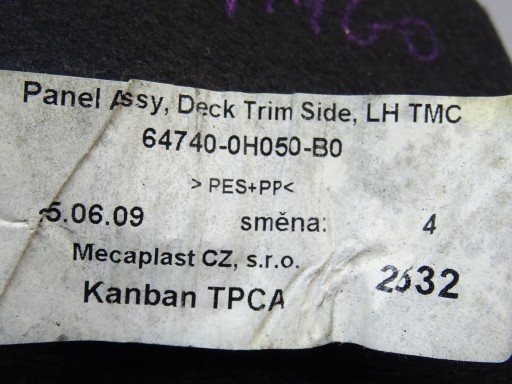 Panel Assy, Deck Trim Side, LH TMC
64740-0H050-B0
> PES+PP<
5.06.09 směna: 4
Mecaplast CZ, s.r.o. 2632
Kanban TPCA